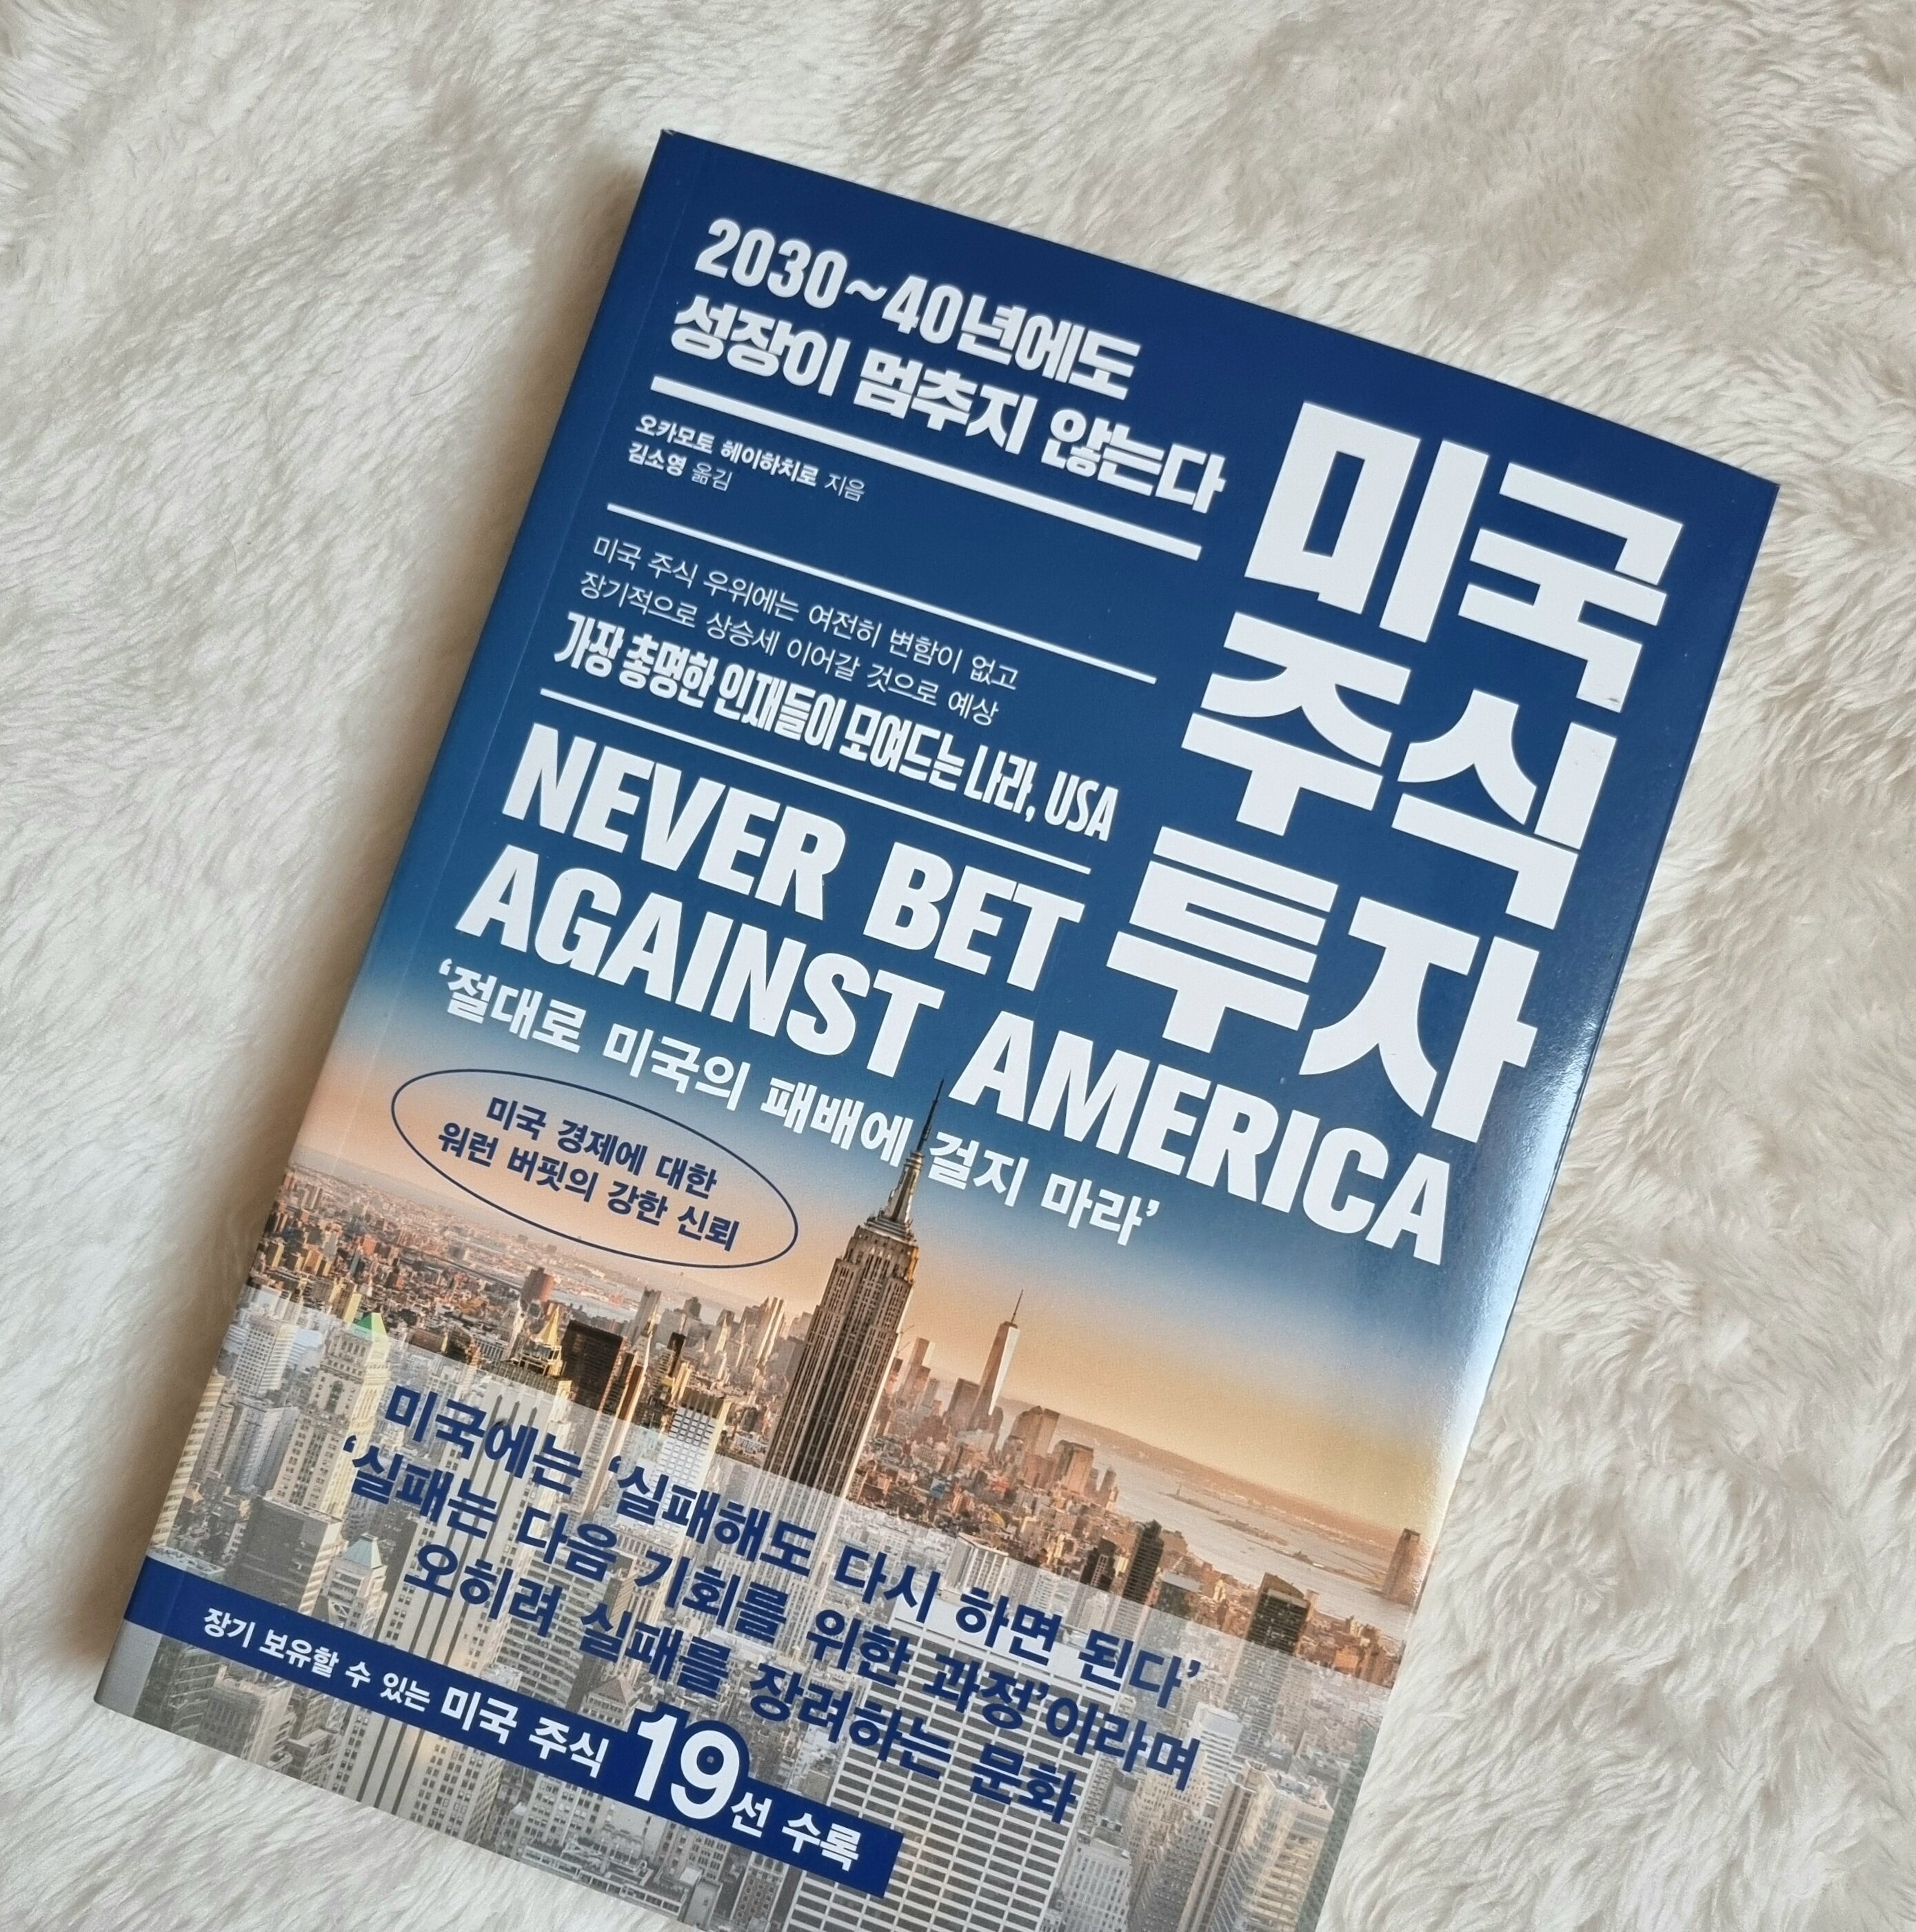 2030~40년에도
성장이 멈추지 않는다
미국
주식
투자
오카모토 헤이하치로 지음
김소영 옮김
미국 주식 우위에는 여전히 변함이 없고
장기적으로 상승세 이어갈 것으로 예상
가장 총명한 인재들이 모여드는 나라, USA
NEVER BET
AGAINST AMERICA
‘절대로 미국의 패배에 걸지 마라’
미국 경제에 대한
워런 버핏의 강한 신뢰
미국에는 ‘실패해도 다시 하면 된다’
‘실패는 다음 기회를 위한 과정’이라며
오히려 실패를 장려하는 문화
장기 보유할 수 있는 미국 주식 19선 수록